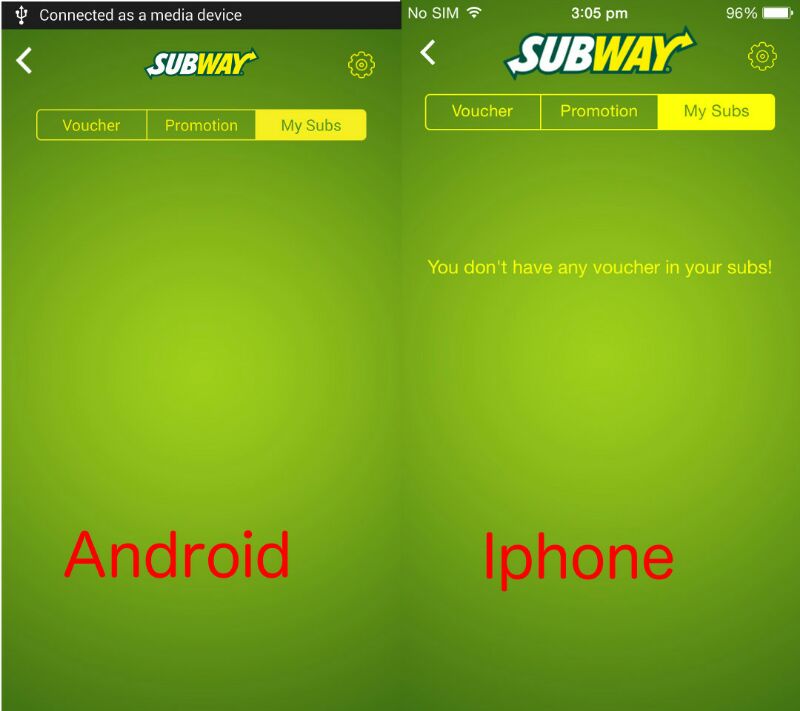 Connected as a media device
SUBWAY
Voucher Promotion My Subs
Android
No SIM 3:05 pm 96%
SUBWAY
Voucher Promotion My Subs
You don't have any voucher in your subs!
Iphone